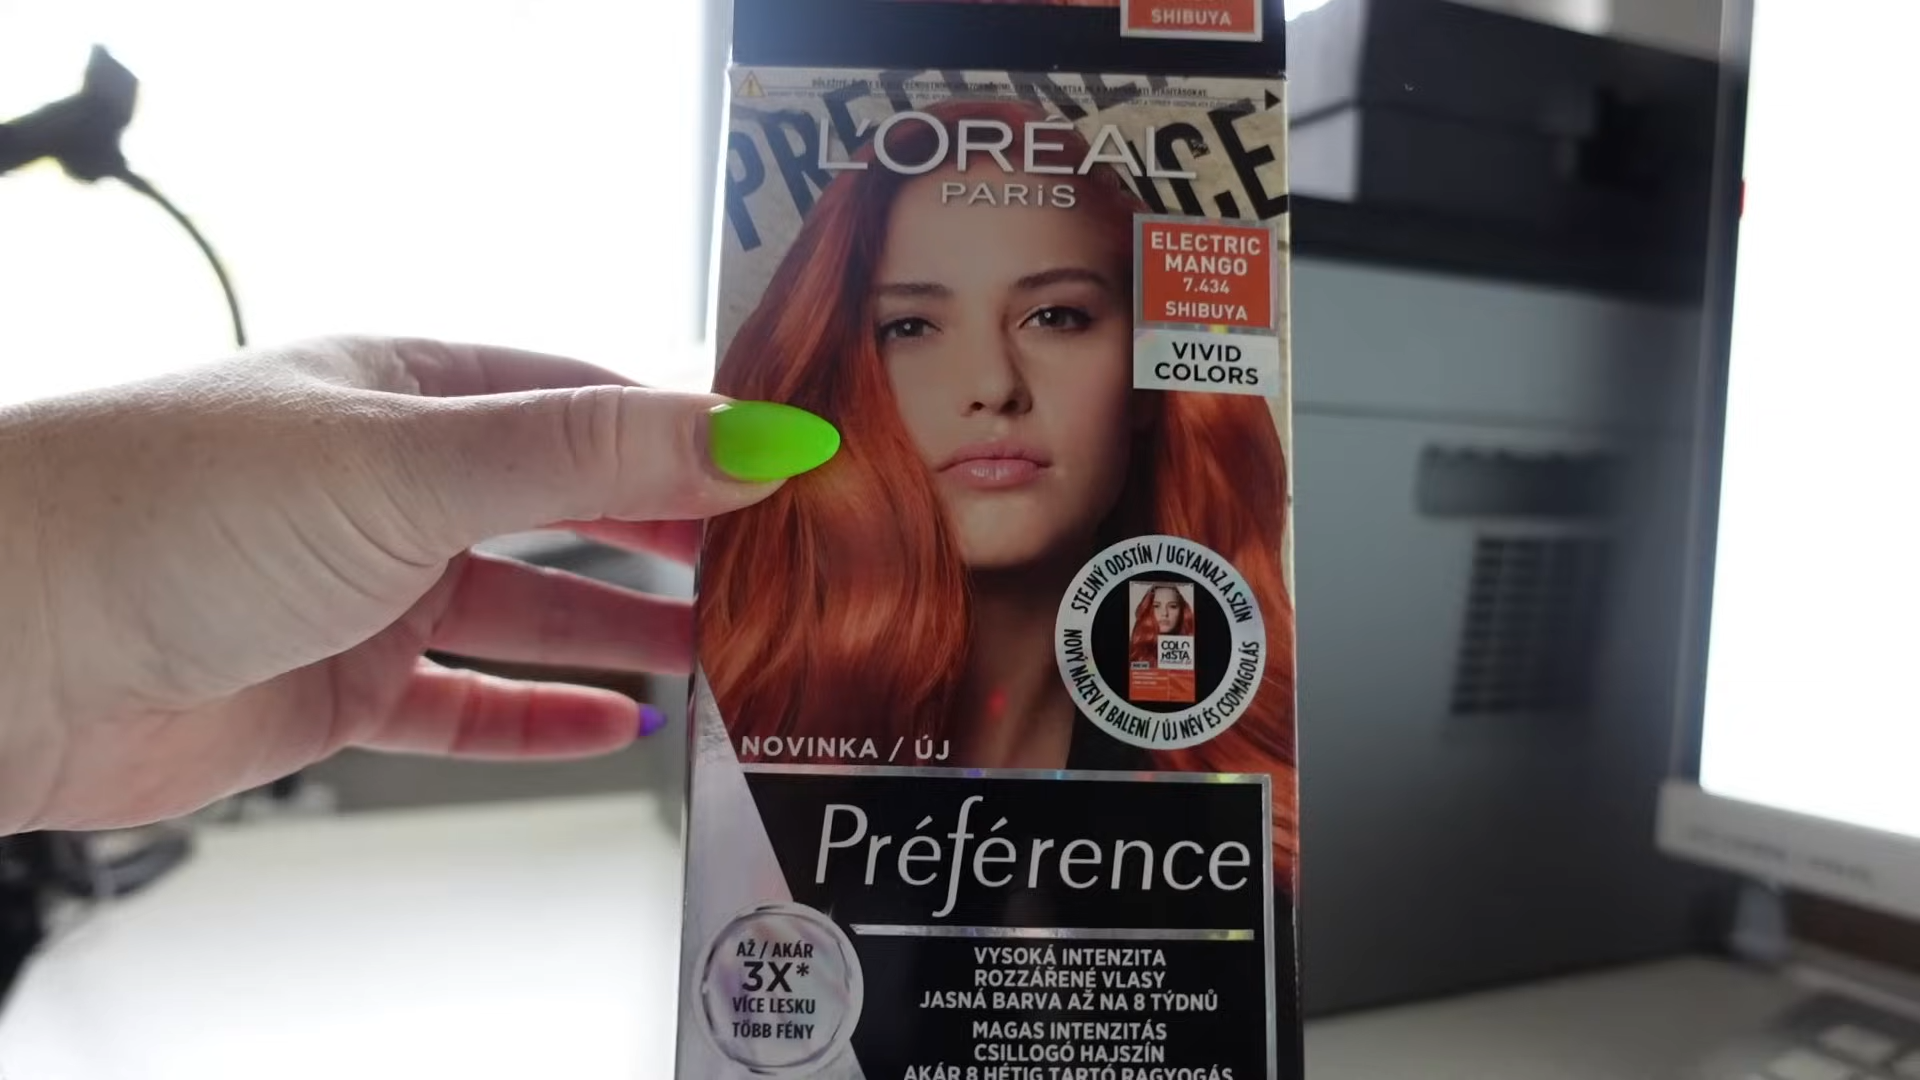 SHIBUYA
L'ORÉAL
PARiS
ELECTRIC
MANGO
7.434
SHIBUYA
VIVID
COLORS
STEJNÝ ODSTÍN / UGYANAZ A SZÍN
NOVÝ NÁZEV A BALENÍ / ÚJ NÉV ÉS CSOMAGOLÁS
COLO
RISTA
NOVINKA / ÚJ
Préférence
AŽ / AKÁR
3X*
VÍCE LESKU
TÖBB FÉNY
VYSOKÁ INTENZITA
ROZZÁŘENÉ VLASY
JASNÁ BARVA AŽ NA 8 TÝDNŮ
MAGAS INTENZITÁS
CSILLOGÓ HAJSZÍN
AKÁR 8 HÉTIG TARTÓ RAGYOGÁS